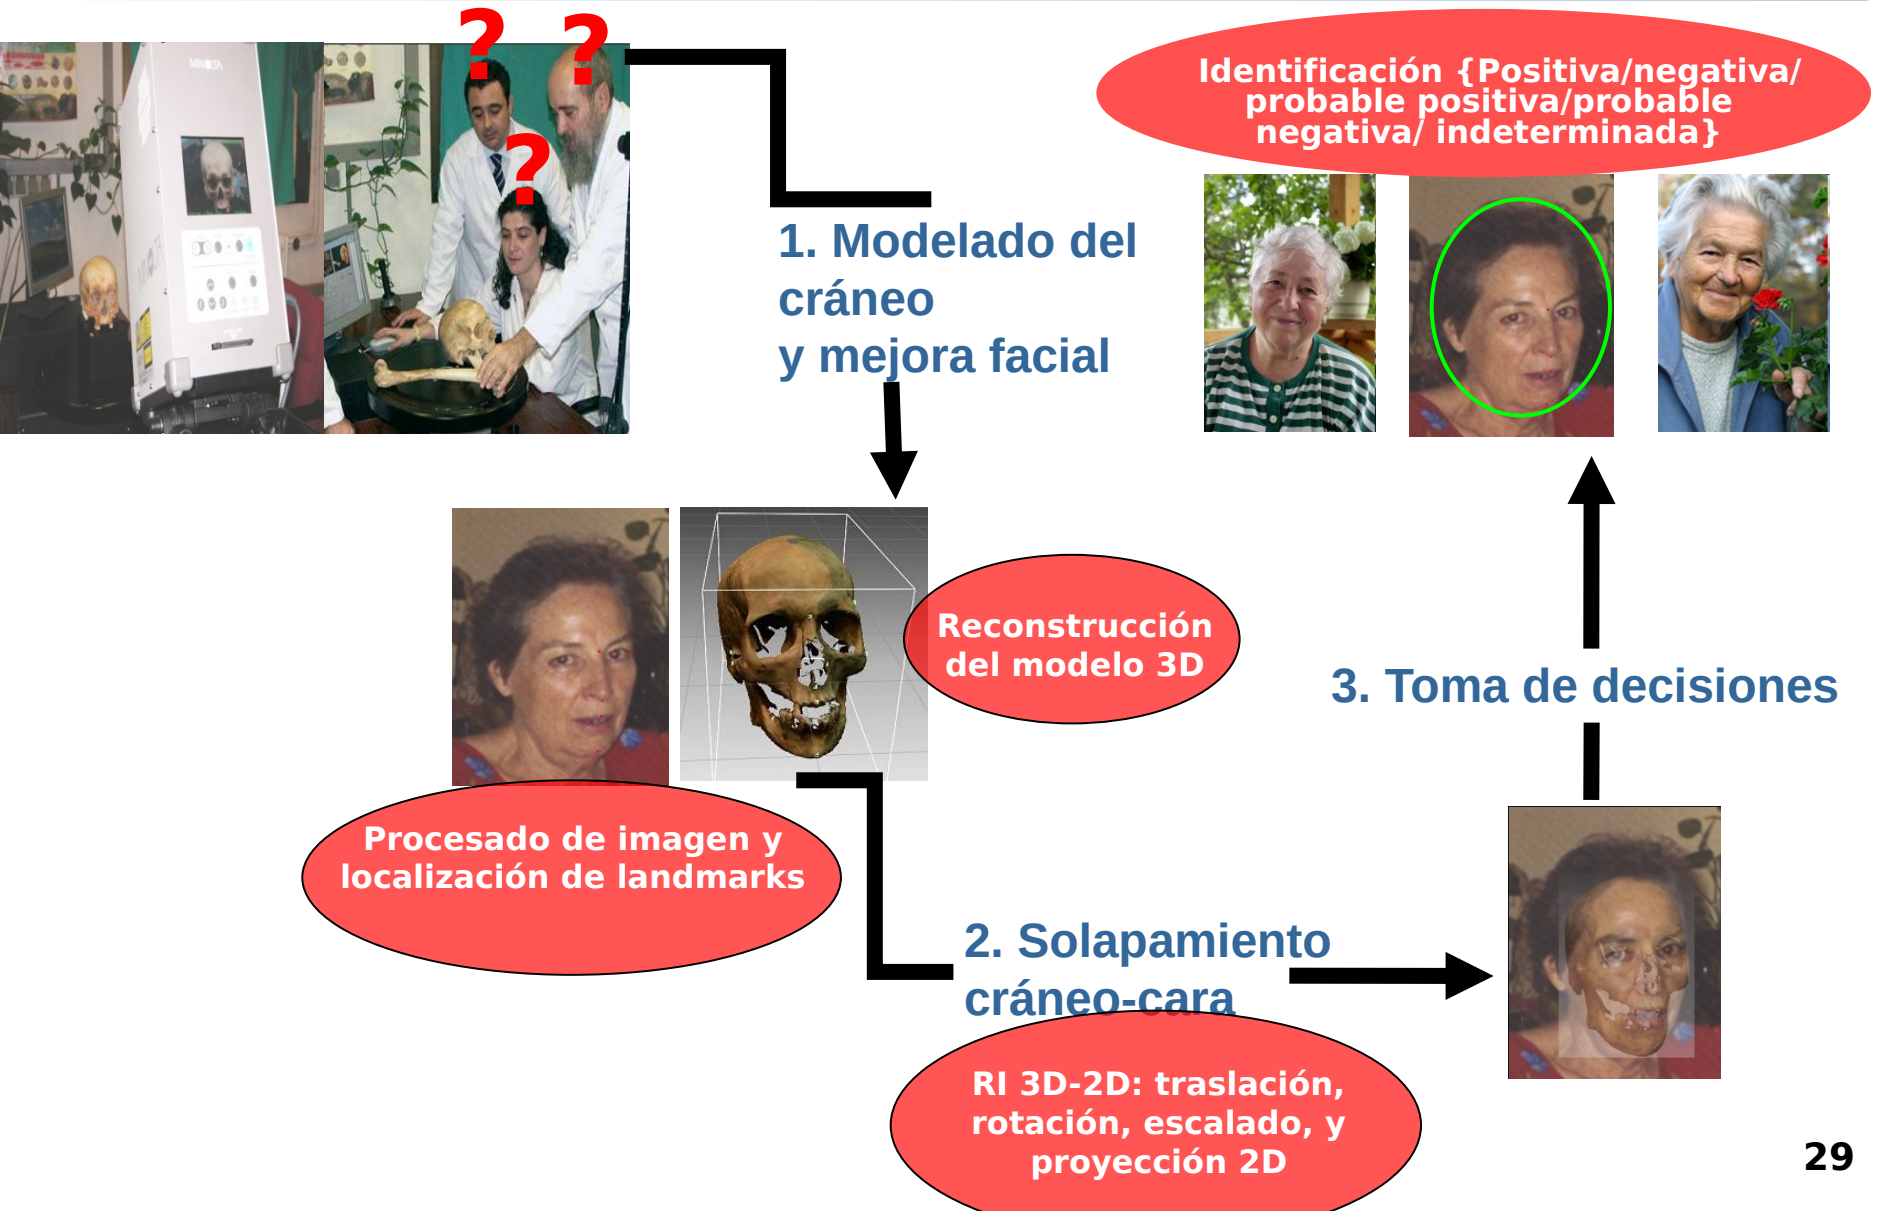 ?
?
?
MINOLTA
Identificación {Positiva/negativa/
probable positiva/probable
negativa/ indeterminada}
1. Modelado del
cráneo
y mejora facial
Reconstrucción
del modelo 3D
3. Toma de decisiones
Procesado de imagen y
localización de landmarks
2. Solapamiento
cráneo-cara
RI 3D-2D: traslación,
rotación, escalado, y
proyección 2D
29